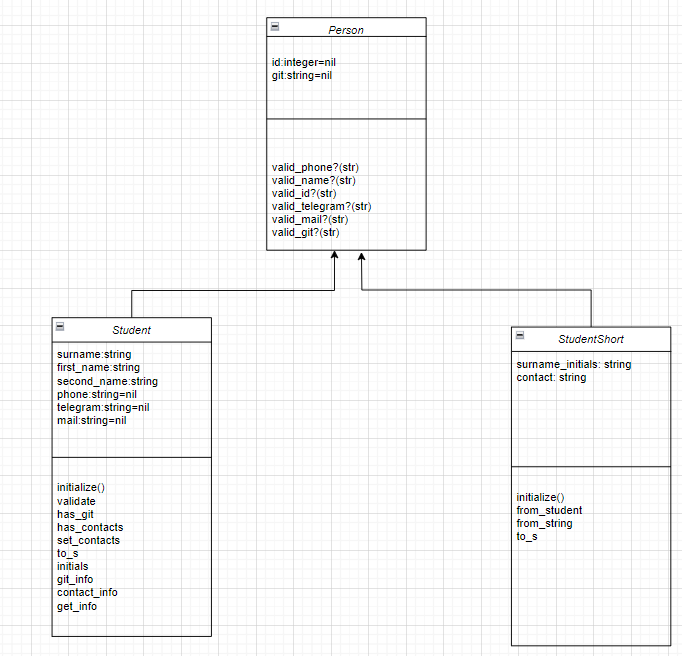 Person
id:integer=nil
git:string=nil
valid_phone?(str)
valid_name?(str)
valid_id?(str)
valid_telegram?(str)
valid_mail?(str)
valid_git?(str)
Student
surname:string
first_name:string
second_name:string
phone:string=nil
telegram:string=nil
mail:string=nil
initialize()
validate
has_git
has_contacts
set_contacts
to_s
initials
git_info
contact_info
get_info
StudentShort
surname_initials: string
contact: string
initialize()
from_student
from_string
to_s